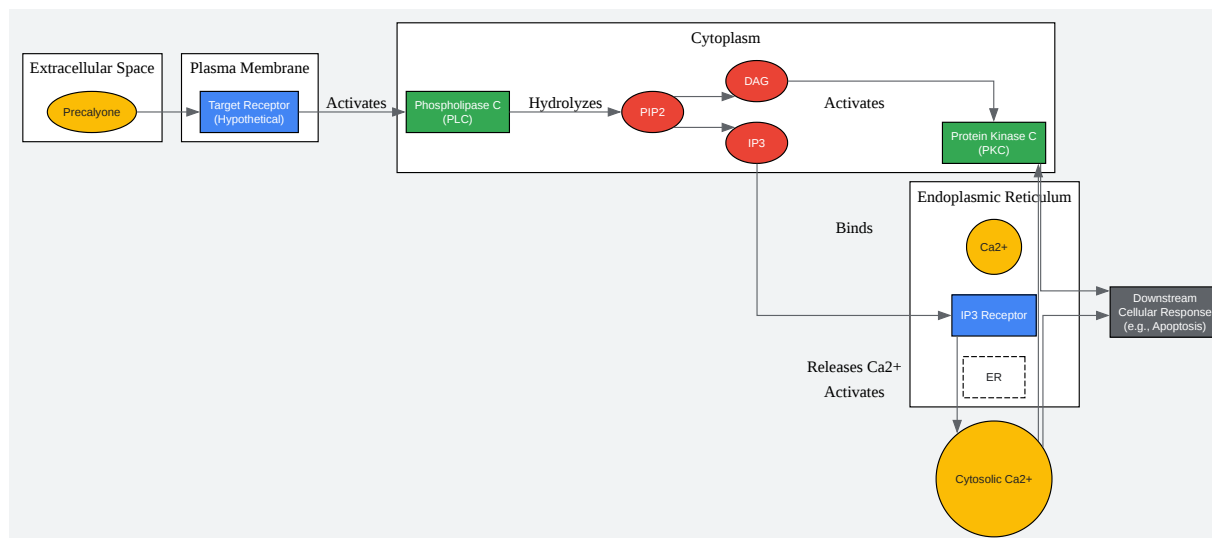 Cytoplasm
Extracellular Space
Plasma Membrane
Precalyone
Target Receptor
(Hypothetical)
Activates
Phospholipase C
(PLC)
Hydrolyzes
PIP2
DAG
IP3
Activates
Protein Kinase C
(PKC)
Endoplasmic Reticulum
Binds
Ca2+
IP3 Receptor
Downstream
Cellular Response
(e.g., Apoptosis)
Releases Ca2+
Activates
ER
Cytosolic Ca2+